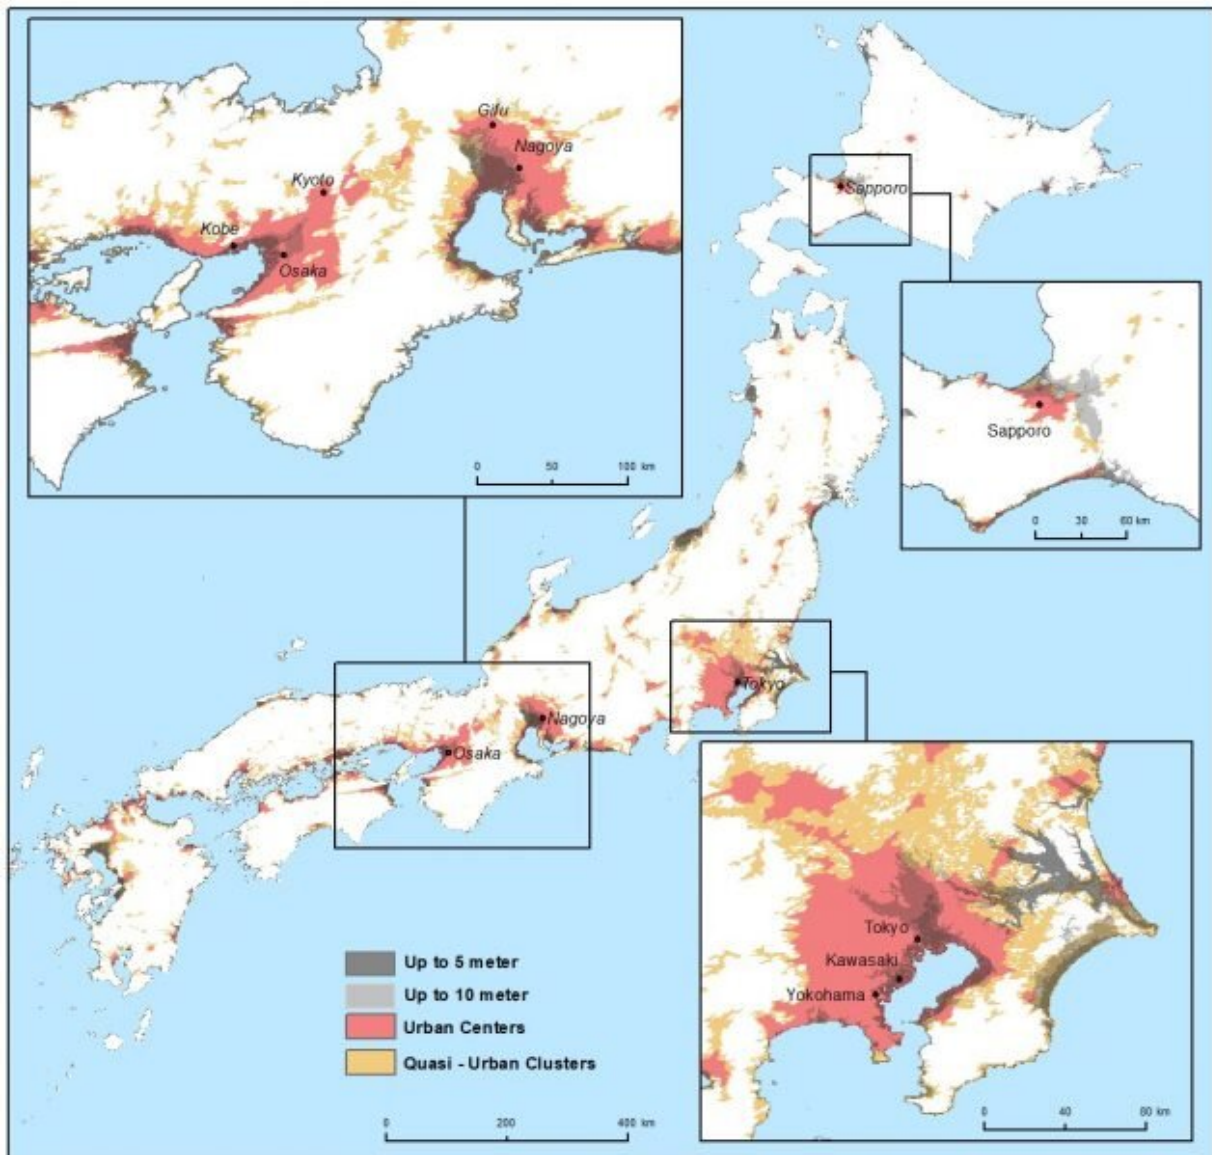 Gifu
Nagoya
Kyoto
Kobe
Osaka
0 50 100 km
Sapporo
Sapporo
0 30 60 km
Tokyo
Nagoya
Osaka
Tokyo
Kawasaki
Yokohama
0 40 80 km
Up to 5 meter
Up to 10 meter
Urban Centers
Quasi - Urban Clusters
0 200 400 km